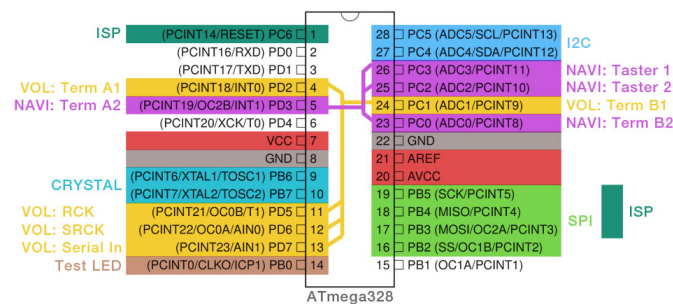 ISP (PCINT14/RESET) PC6 1 28 PC5 (ADC5/SCL/PINT13)
(PCINT16/RXD) PD0 2 27 PC4 (ADC4/SDA/PCINT12) I2C
(PCINT17/TXD) PD1 3 26 PC3 (ADC3/PCINT11) NAVI: Taster 1
VOL: Term A1 (PCINT18/INT0) PD2 4 25 PC2 (ADC2/PCINT10) NAVI: Taster 2
NAVI: Term A2 (PCINT19/OC2B/INT1) PD3 5 24 PC1 (ADC1/PCINT9) VOL: Term B1
(PCINT20/XCK/T0) PD4 6 23 PC0 (ADC0/PCINT8) NAVI: Term B2
VCC 7 22 GND
GND 8 21 AREF
CRYSTAL (PCINT6/XTAL1/TOSC1) PB6 9 20 AVCC
(PCINT7/XTAL2/TOSC2) PB7 10 19 PB5 (SCK/PCINT5)
VOL: RCK (PCINT21/OC0B/T1) PD5 11 18 PB4 (MISO/PCINT4) SPI ISP
VOL: SRCK (PCINT22/OC0A/AIN0) PD6 12 17 PB3 (MOSI/OC2A/PCINT3)
VOL: Serial In (PCINT23/AIN1) PD7 13 16 PB2 (SS/OC1B/PCINT2)
Test LED (PCINT0/CLKO/ICP1) PB0 14 15 PB1 (OC1A/PCINT1)
ATmega328